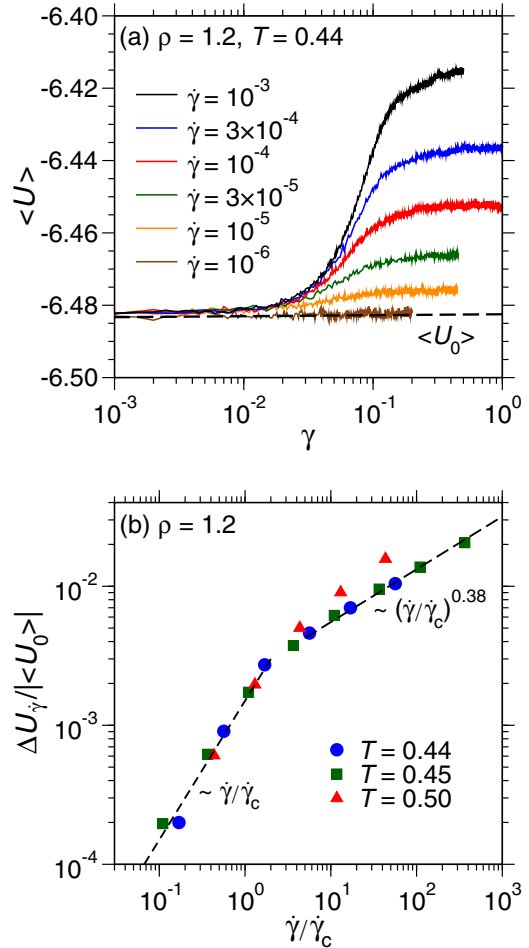 (a) ρ = 1.2, T = 0.44
-6.40
-6.42
-6.44
-6.46
-6.48
-6.50
<U>
γ̇ = 10⁻³
γ̇ = 3×10⁻⁴
γ̇ = 10⁻⁴
γ̇ = 3×10⁻⁵
γ̇ = 10⁻⁵
γ̇ = 10⁻⁶
<U₀>
10⁻³ 10⁻² 10⁻¹ 10⁰
γ
(b) ρ = 1.2
10⁻²
10⁻³
10⁻⁴
ΔU_γ̇/|<U₀>|
~ (γ̇/γ̇_c)^0.38
~ γ̇/γ̇_c
T = 0.44
T = 0.45
T = 0.50
10⁻¹ 10⁰ 10¹ 10² 10³
γ̇/γ̇_c